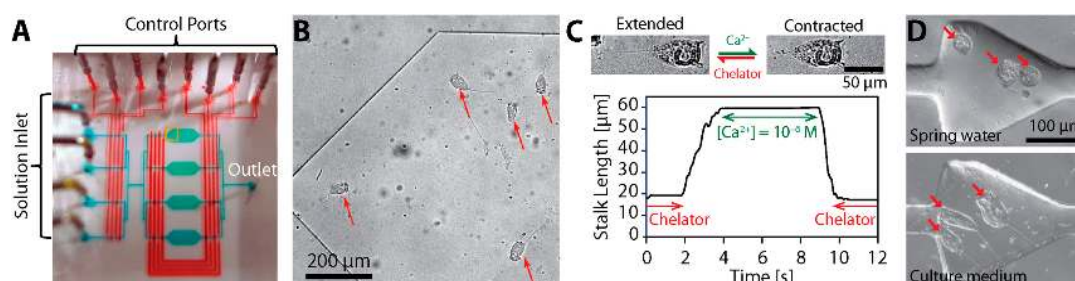 A
Control Ports
Solution Inlet
Outlet
B
200 μm
C
Extended
Contracted
Ca²⁻
Chelator
50 μm
Stalk Length [μm]
60
50
40
30
20
10
0
[Ca²⁺] = 10⁻⁸ M
Chelator
Chelator
0 2 4 6 8 10 12
Time [s]
D
Spring water
100 μm
Culture medium